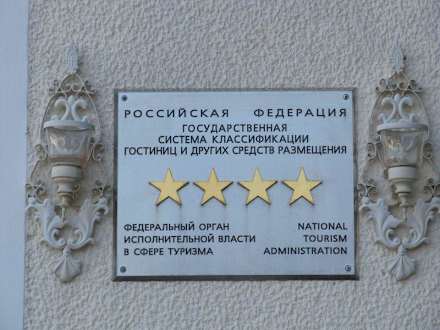 РОССИЙСКАЯ ФЕДЕРАЦИЯ
ГОСУДАРСТВЕННАЯ
СИСТЕМА КЛАССИФИКАЦИИ
ГОСТИНИЦ И ДРУГИХ СРЕДСТВ РАЗМЕЩЕНИЯ
ФЕДЕРАЛЬНЫЙ ОРГАН
ИСПОЛНИТЕЛЬНОЙ ВЛАСТИ
В СФЕРЕ ТУРИЗМА
NATIONAL
TOURISM
ADMINISTRATION